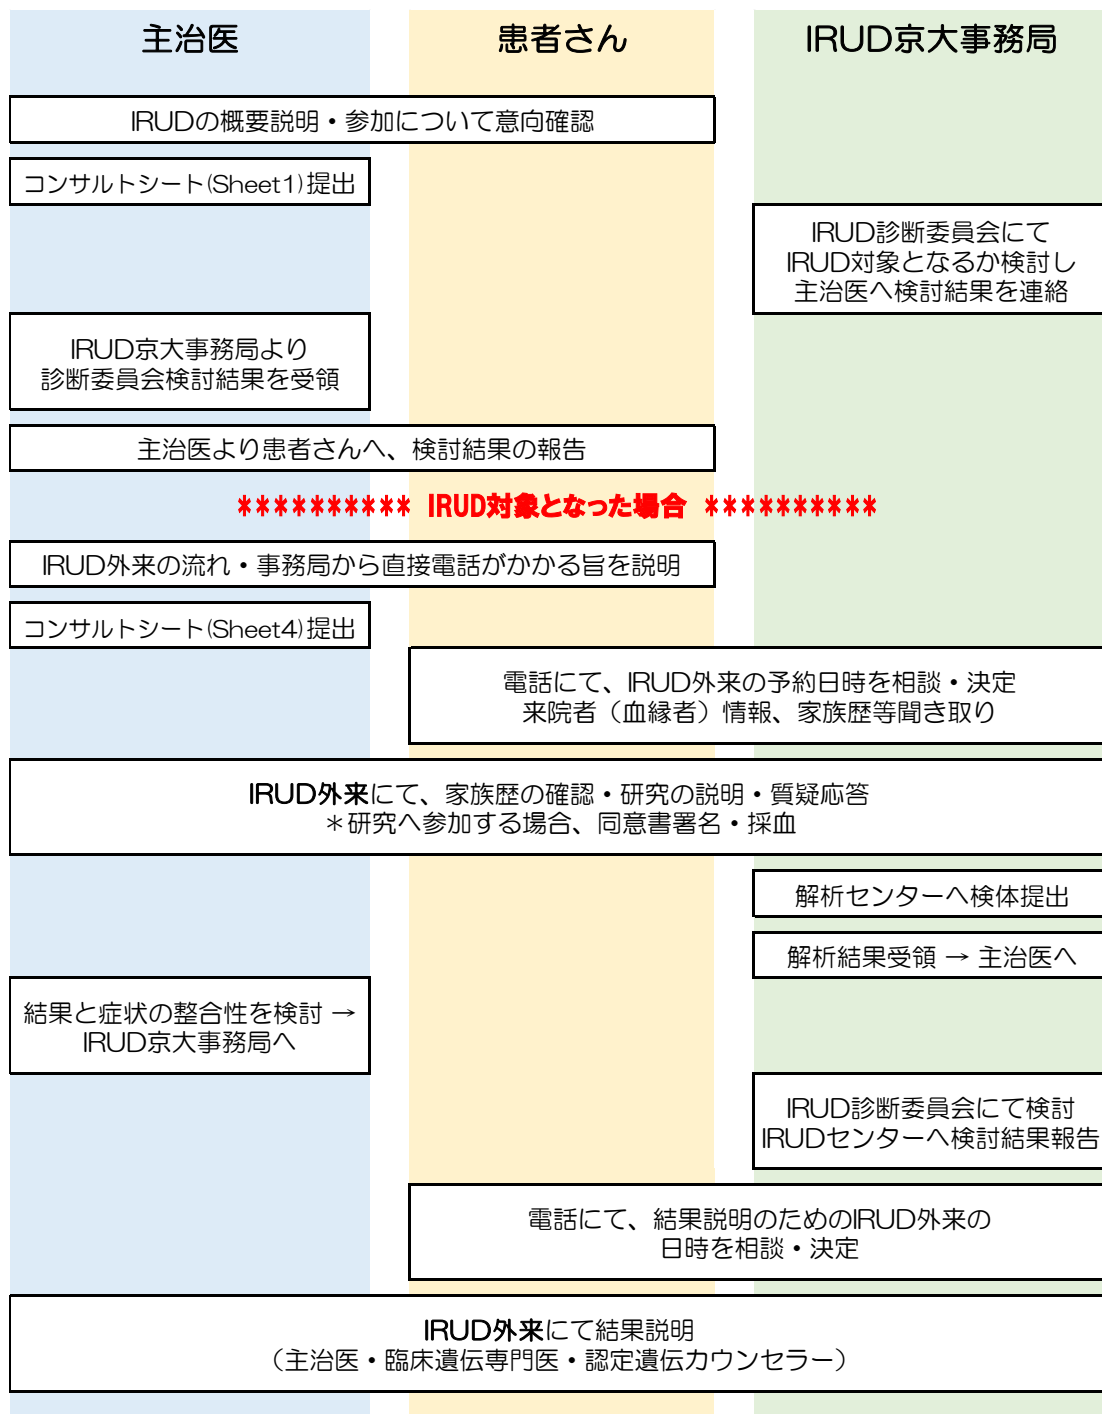 主治医
患者さん
IRUD京大事務局
IRUDの概要説明・参加について意向確認
コンサルトシート(Sheet1)提出
IRUD診断委員会にて
IRUD対象となるか検討し
主治医へ検討結果を連絡
IRUD京大事務局より
診断委員会検討結果を受領
主治医より患者さんへ、検討結果の報告
********** IRUD対象となった場合 **********
IRUD外来の流れ・事務局から直接電話がかかる旨を説明
コンサルトシート(Sheet4)提出
電話にて、IRUD外来の予約日時を相談・決定
来院者（血縁者）情報、家族歴等聞き取り
IRUD外来にて、家族歴の確認・研究の説明・質疑応答
＊研究へ参加する場合、同意書署名・採血
解析センターへ検体提出
解析結果受領 → 主治医へ
結果と症状の整合性を検討 →
IRUD京大事務局へ
IRUD診断委員会にて検討
IRUDセンターへ検討結果報告
電話にて、結果説明のためのIRUD外来の
日時を相談・決定
IRUD外来にて結果説明
（主治医・臨床遺伝専門医・認定遺伝カウンセラー）